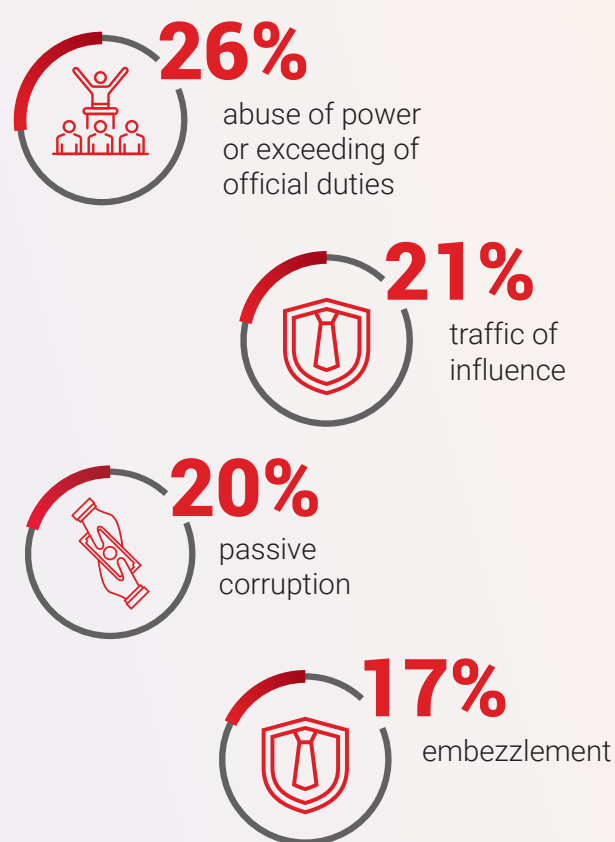 26%
abuse of power
or exceeding of
official duties
21%
traffic of
influence
20%
passive
corruption
17%
embezzlement